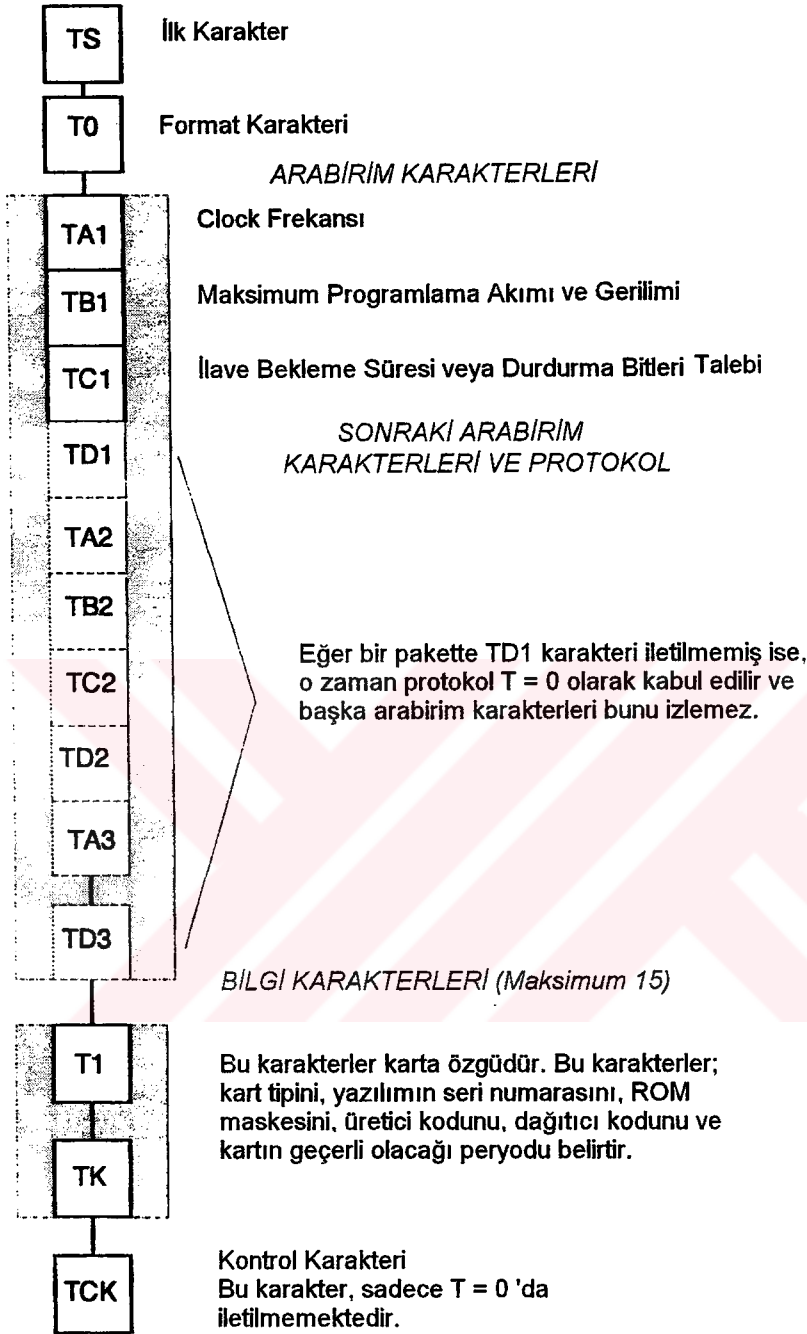 TS İlk Karakter
T0 Format Karakteri
ARABİRİM KARAKTERLERİ
TA1 Clock Frekansı
TB1 Maksimum Programlama Akımı ve Gerilimi
TC1 İlave Bekleme Süresi veya Durdurma Bitleri Talebi
SONRAKİ ARABİRİM
KARAKTERLERİ VE PROTOKOL
TD1
TA2
TB2
TC2
TD2
TA3
TD3
Eğer bir pakette TD1 karakteri iletilmemiş ise,
o zaman protokol T = 0 olarak kabul edilir ve
başka arabirim karakterleri bunu izlemez.
BİLGİ KARAKTERLERİ (Maksimum 15)
T1
TK
Bu karakterler karta özgüdür. Bu karakterler;
kart tipini, yazılımın seri numarasını, ROM
maskesini, üretici kodunu, dağıtıcı kodunu ve
kartın geçerli olacağı peryodu belirtir.
TCK
Kontrol Karakteri
Bu karakter, sadece T = 0 'da
iletilmemektedir.